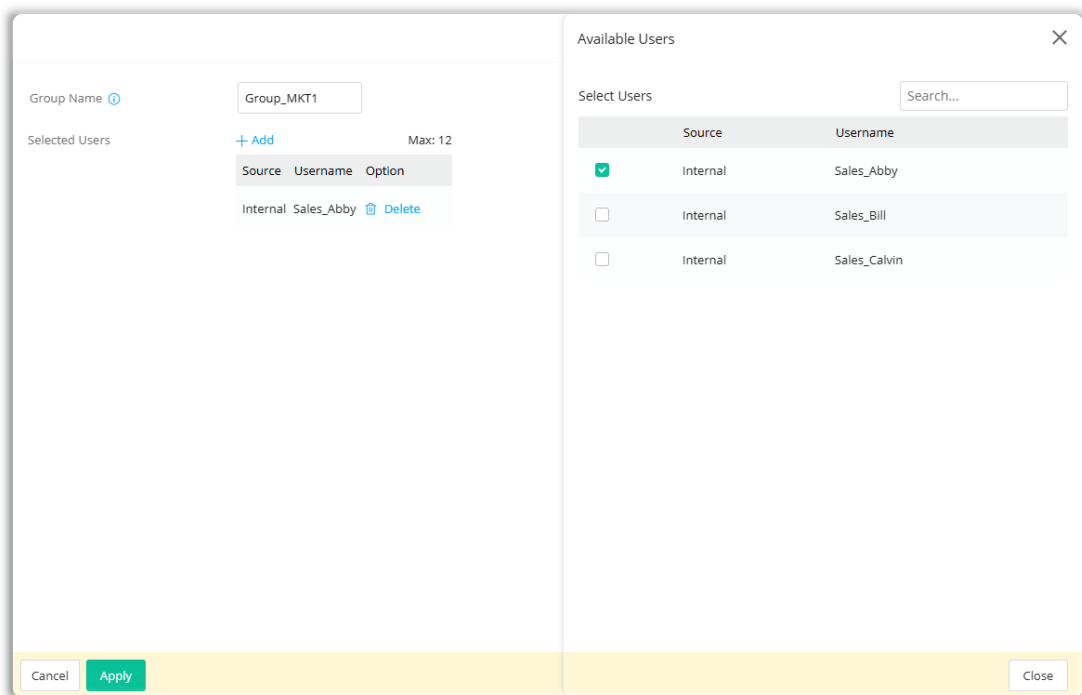 Available Users
Group Name
Group_MKT1
Select Users
Search...
Selected Users
+ Add
Max: 12
Source Username Option
Internal Sales_Abby Delete
Source Username
Internal Sales_Abby
Internal Sales_Bill
Internal Sales_Calvin
Cancel
Apply
Close